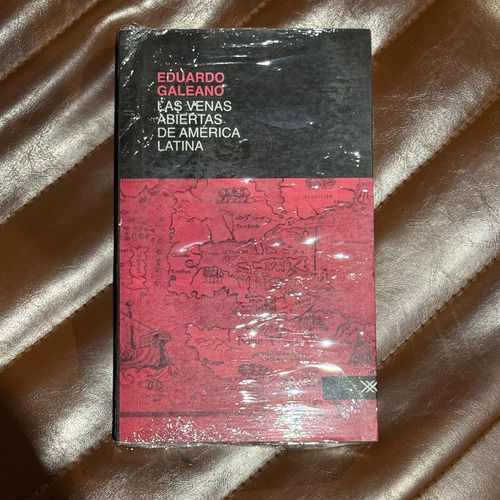 EDUARDO
GALEANO
LAS VENAS
ABIERTAS
DE AMÉRICA
LATINA